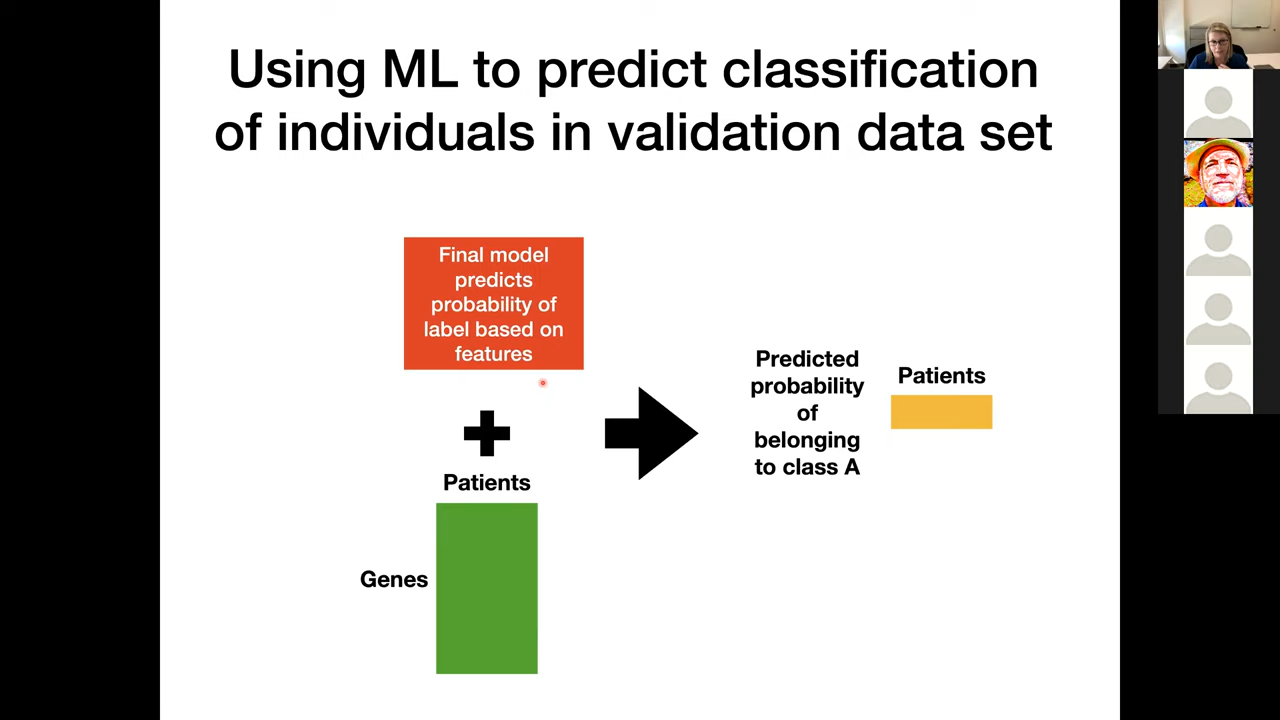 Using ML to predict classification
of individuals in validation data set
Final model
predicts
probability of
label based on
features
Patients
Genes
Predicted
probability
of
belonging
to class A
Patients